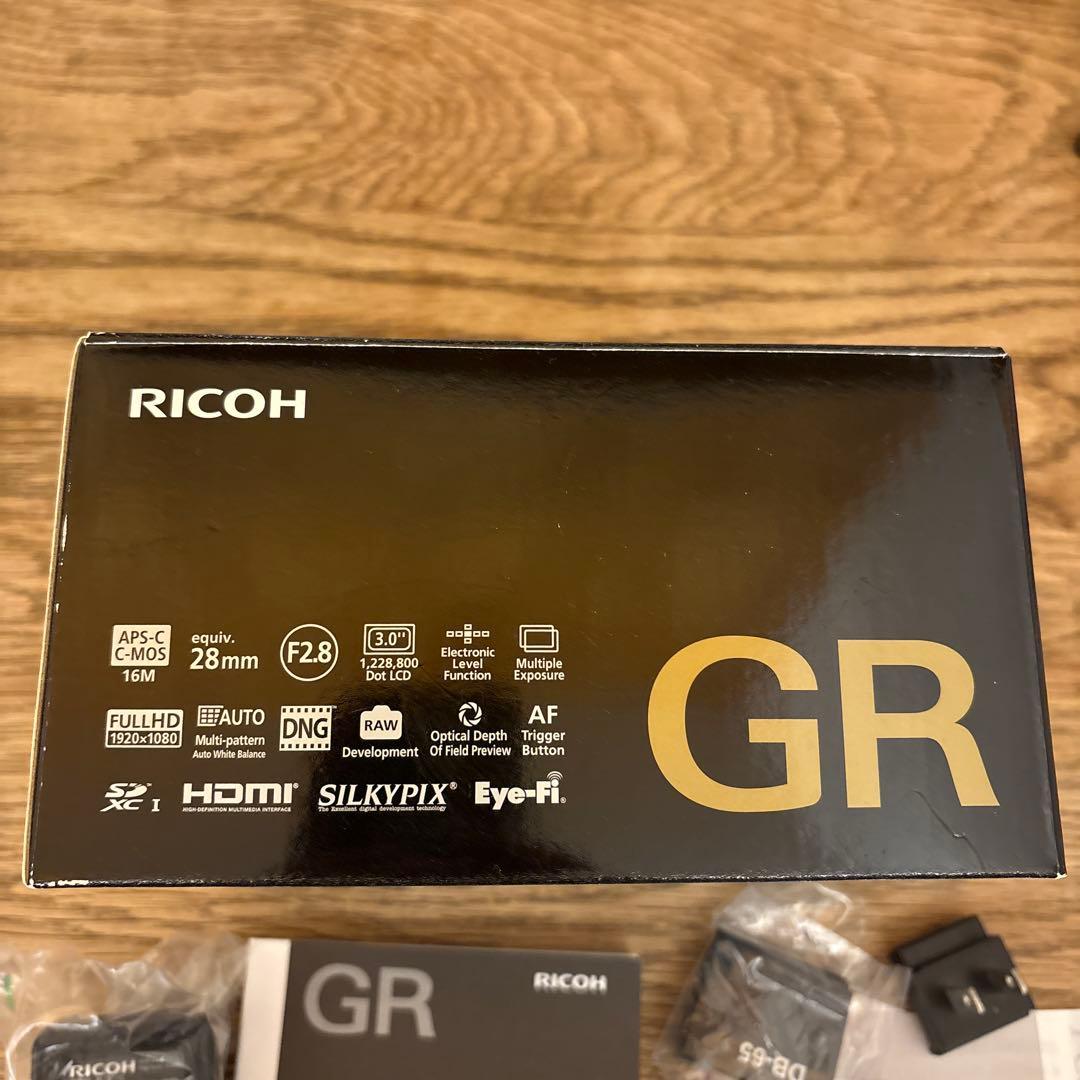 RICOH
APS-C
C-MOS
16M
equiv.
28mm
F2.8
3.0"
1,228,800
Dot LCD
Electronic
Level
Function
Multiple
Exposure
FULLHD
1920×1080
AUTO
Multi-pattern
Auto White Balance
DNG™
RAW
Development
Optical Depth
Of Field Preview
AF
Trigger
Button
SD™
XC I
HDMI®
HIGH-DEFINITION MULTIMEDIA INTERFACE
SILKYPIX®
The Excellent digital development technology
Eye-Fi®
GR
GR
RICOH
RICOH
DB-65